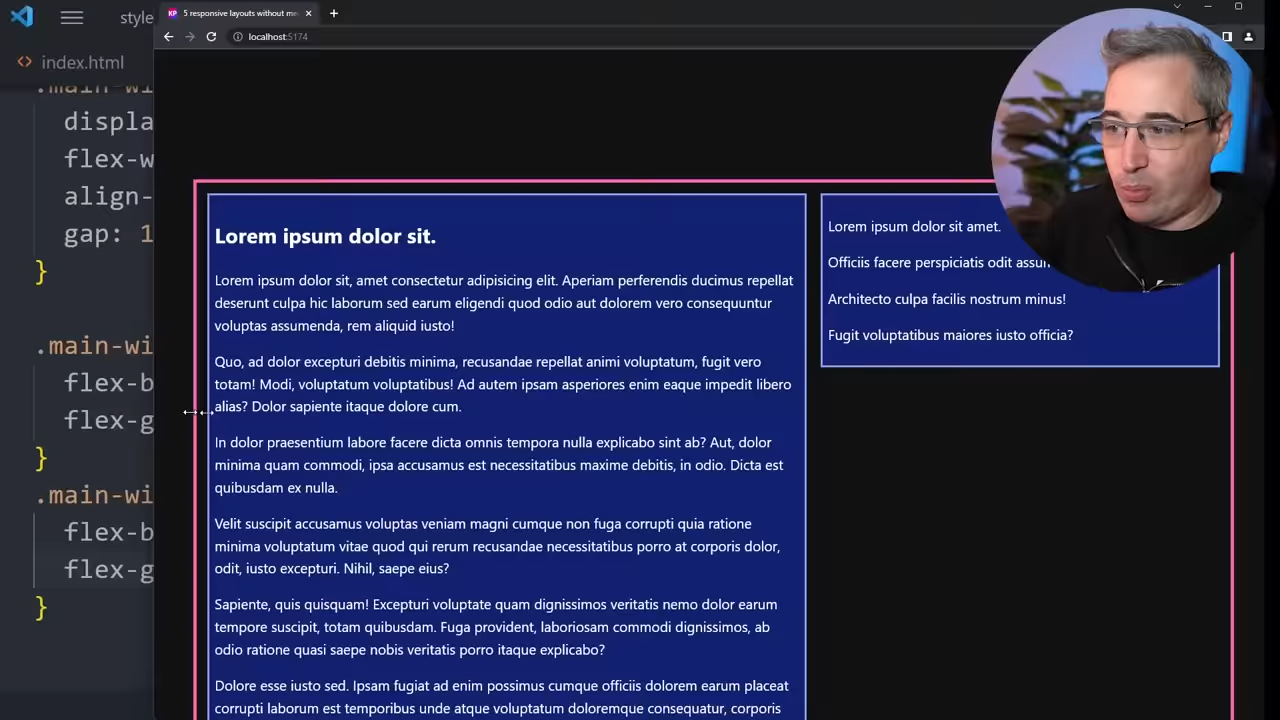 style
5 responsive layouts without me
localhost:5174
index.html
.main-wi
displa
flex-w
align-
gap: 1
}
.main-wi
flex-b
flex-g
}
.main-wi
flex-b
flex-g
}
Lorem ipsum dolor sit.
Lorem ipsum dolor sit, amet consectetur adipisicing elit. Aperiam perferendis ducimus repellat
deserunt culpa hic laborum sed earum eligendi quod odio aut dolorem vero consequuntur
voluptas assumenda, rem aliquid iusto!
Quo, ad dolor excepturi debitis minima, recusandae repellat animi voluptatum, fugit vero
totam! Modi, voluptatum voluptatibus! Ad autem ipsam asperiores enim eaque impedit libero
alias? Dolor sapiente itaque dolore cum.
In dolor praesentium labore facere dicta omnis tempora nulla explicabo sint ab? Aut, dolor
minima quam commodi, ipsa accusamus est necessitatibus maxime debitis, in odio. Dicta est
quibusdam ex nulla.
Velit suscipit accusamus voluptas veniam magni cumque non fuga corrupti quia ratione
minima voluptatum vitae quod qui rerum recusandae necessitatibus porro at corporis dolor,
odit, iusto excepturi. Nihil, saepe eius?
Sapiente, quis quisquam! Excepturi voluptate quam dignissimos veritatis nemo dolor earum
tempore suscipit, totam quibusdam. Fuga provident, laboriosam commodi dignissimos, ab
odio ratione quasi saepe nobis veritatis porro itaque explicabo?
Dolore esse iusto sed. Ipsam fugiat ad enim possimus cumque officiis dolorem earum placeat
corrupti laborum est temporibus unde atque voluptatum doloremque consequatur, corporis
Lorem ipsum dolor sit amet.
Officiis facere perspiciatis odit assun
Architecto culpa facilis nostrum minus!
Fugit voluptatibus maiores iusto officia?